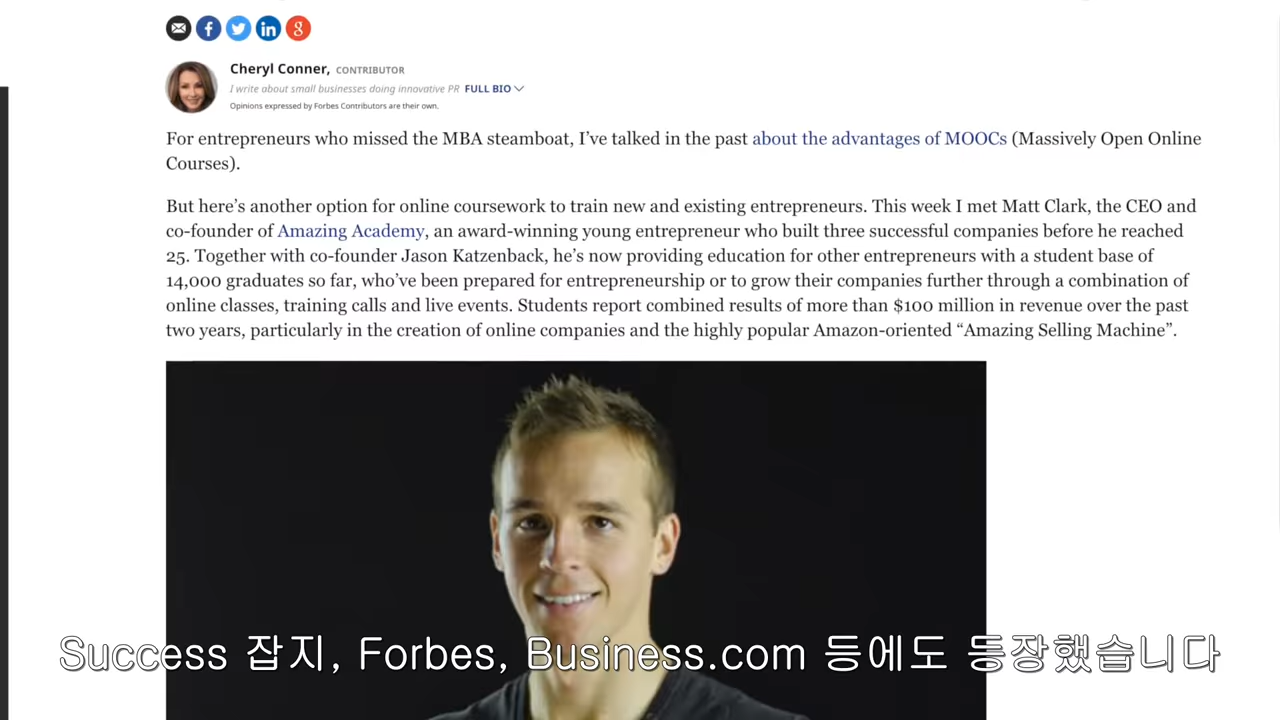 Cheryl Conner, CONTRIBUTOR
I write about small businesses doing innovative PR FULL BIO
Opinions expressed by Forbes Contributors are their own.
For entrepreneurs who missed the MBA steamboat, I’ve talked in the past about the advantages of MOOCs (Massively Open Online
Courses).
But here’s another option for online coursework to train new and existing entrepreneurs. This week I met Matt Clark, the CEO and
co-founder of Amazing Academy, an award-winning young entrepreneur who built three successful companies before he reached
25. Together with co-founder Jason Katzenback, he’s now providing education for other entrepreneurs with a student base of
14,000 graduates so far, who’ve been prepared for entrepreneurship or to grow their companies further through a combination of
online classes, training calls and live events. Students report combined results of more than $100 million in revenue over the past
two years, particularly in the creation of online companies and the highly popular Amazon-oriented “Amazing Selling Machine”.
Success 잡지, Forbes, Business.com 등에도 등장했습니다